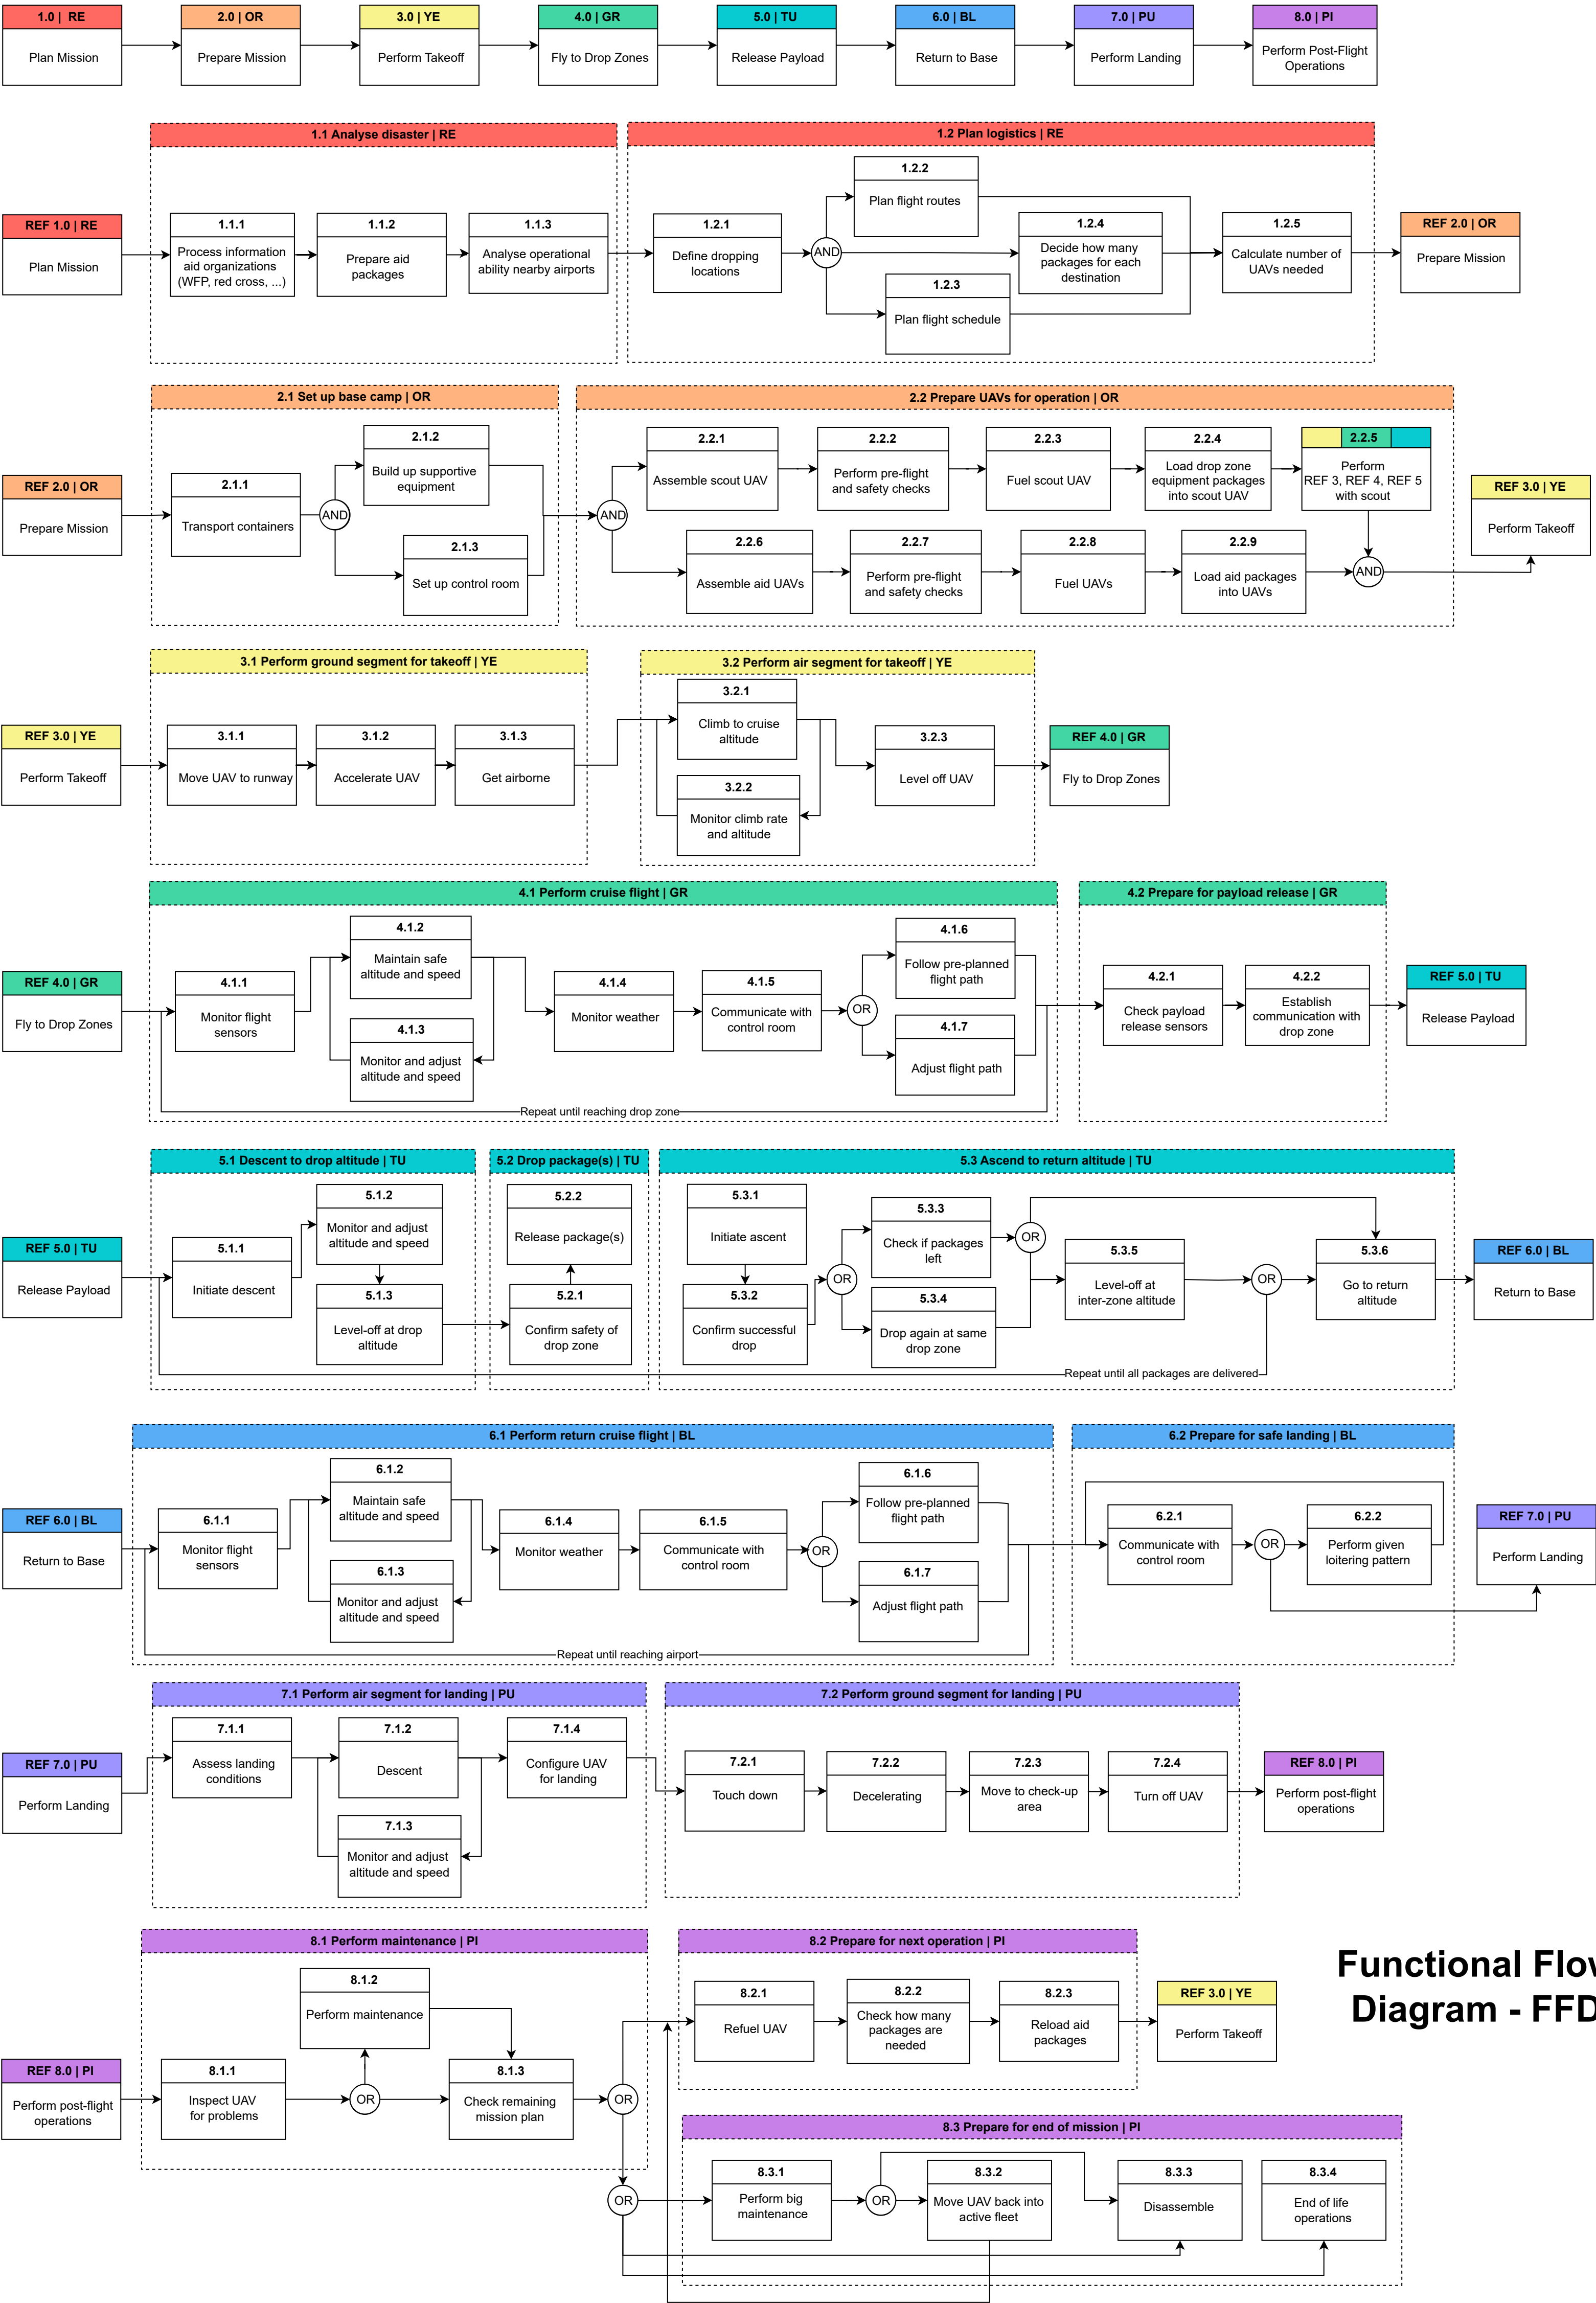 1.0 |  RE
Plan Mission
2.0 | OR
Prepare Mission
3.0 | YE
Perform Takeoff
4.0 | GR
Fly to Drop Zones
5.0 | TU
Release Payload
6.0 | BL
Return to Base
7.0 | PU
Perform Landing
8.0 | PI
Perform Post-Flight
Operations
REF 1.0 | RE
Plan Mission
1.1 Analyse disaster | RE
1.1.1
Process information
aid organizations
(WFP, red cross, ...)
1.1.2
Prepare aid
packages
1.1.3
Analyse operational
ability nearby airports
1.2 Plan logistics | RE
1.2.1
Define dropping
locations
AND
1.2.2
Plan flight routes
1.2.3
Plan flight schedule
1.2.4
Decide how many
packages for each
destination
1.2.5
Calculate number of
UAVs needed
REF 2.0 | OR
Prepare Mission
REF 2.0 | OR
Prepare Mission
2.1 Set up base camp | OR
2.1.1
Transport containers
AND
2.1.2
Build up supportive
equipment
2.1.3
Set up control room
2.2 Prepare UAVs for operation | OR
AND
2.2.1
Assemble scout UAV
2.2.2
Perform pre-flight
and safety checks
2.2.3
Fuel scout UAV
2.2.4
Load drop zone
equipment packages
into scout UAV
2.2.5
Perform
REF 3, REF 4, REF 5
with scout
2.2.6
Assemble aid UAVs
2.2.7
Perform pre-flight
and safety checks
2.2.8
Fuel UAVs
2.2.9
Load aid packages
into UAVs
AND
REF 3.0 | YE
Perform Takeoff
REF 3.0 | YE
Perform Takeoff
3.1 Perform ground segment for takeoff | YE
3.1.1
Move UAV to runway
3.1.2
Accelerate UAV
3.1.3
Get airborne
3.2 Perform air segment for takeoff | YE
3.2.1
Climb to cruise
altitude
3.2.2
Monitor climb rate
and altitude
3.2.3
Level off UAV
REF 4.0 | GR
Fly to Drop Zones
REF 4.0 | GR
Fly to Drop Zones
4.1 Perform cruise flight | GR
4.1.1
Monitor flight
sensors
4.1.2
Maintain safe
altitude and speed
4.1.3
Monitor and adjust
altitude and speed
4.1.4
Monitor weather
4.1.5
Communicate with
control room
OR
4.1.6
Follow pre-planned
flight path
4.1.7
Adjust flight path
Repeat until reaching drop zone
4.2 Prepare for payload release | GR
4.2.1
Check payload
release sensors
4.2.2
Establish
communication with
drop zone
REF 5.0 | TU
Release Payload
REF 5.0 | TU
Release Payload
5.1 Descent to drop altitude | TU
5.1.1
Initiate descent
5.1.2
Monitor and adjust
altitude and speed
5.1.3
Level-off at drop
altitude
5.2 Drop package(s) | TU
5.2.2
Release package(s)
5.2.1
Confirm safety of
drop zone
5.3 Ascend to return altitude | TU
5.3.1
Initiate ascent
5.3.2
Confirm successful
drop
OR
5.3.3
Check if packages
left
5.3.4
Drop again at same
drop zone
OR
5.3.5
Level-off at
inter-zone altitude
OR
5.3.6
Go to return
altitude
Repeat until all packages are delivered
REF 6.0 | BL
Return to Base
REF 6.0 | BL
Return to Base
6.1 Perform return cruise flight | BL
6.1.1
Monitor flight
sensors
6.1.2
Maintain safe
altitude and speed
6.1.3
Monitor and adjust
altitude and speed
6.1.4
Monitor weather
6.1.5
Communicate with
control room
OR
6.1.6
Follow pre-planned
flight path
6.1.7
Adjust flight path
Repeat until reaching airport
6.2 Prepare for safe landing | BL
6.2.1
Communicate with
control room
OR
6.2.2
Perform given
loitering pattern
REF 7.0 | PU
Perform Landing
REF 7.0 | PU
Perform Landing
7.1 Perform air segment for landing | PU
7.1.1
Assess landing
conditions
7.1.2
Descent
7.1.3
Monitor and adjust
altitude and speed
7.1.4
Configure UAV
for landing
7.2 Perform ground segment for landing | PU
7.2.1
Touch down
7.2.2
Decelerating
7.2.3
Move to check-up
area
7.2.4
Turn off UAV
REF 8.0 | PI
Perform post-flight
operations
REF 8.0 | PI
Perform post-flight
operations
8.1 Perform maintenance | PI
8.1.1
Inspect UAV
for problems
OR
8.1.2
Perform maintenance
8.1.3
Check remaining
mission plan
OR
8.2 Prepare for next operation | PI
8.2.1
Refuel UAV
8.2.2
Check how many
packages are
needed
8.2.3
Reload aid
packages
REF 3.0 | YE
Perform Takeoff
OR
8.3 Prepare for end of mission | PI
8.3.1
Perform big
maintenance
OR
8.3.2
Move UAV back into
active fleet
8.3.3
Disassemble
8.3.4
End of life
operations
Functional Flow
Diagram - FFD